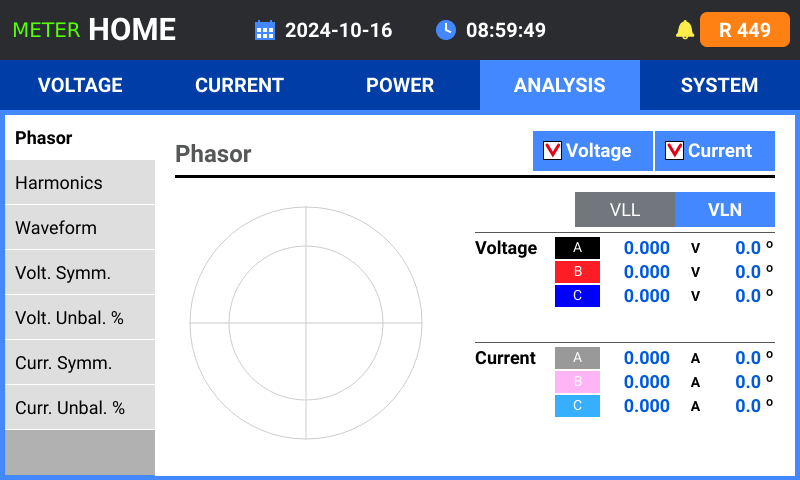 METER HOME 2024-10-16 08:59:49 R 449
VOLTAGE CURRENT POWER ANALYSIS SYSTEM
Phasor
Harmonics
Waveform
Volt. Symm.
Volt. Unbal. %
Curr. Symm.
Curr. Unbal. %
Phasor Voltage Current
VLL VLN
Voltage A 0.000 V 0.0 º
B 0.000 V 0.0 º
C 0.000 V 0.0 º
Current A 0.000 A 0.0 º
B 0.000 A 0.0 º
C 0.000 A 0.0 º